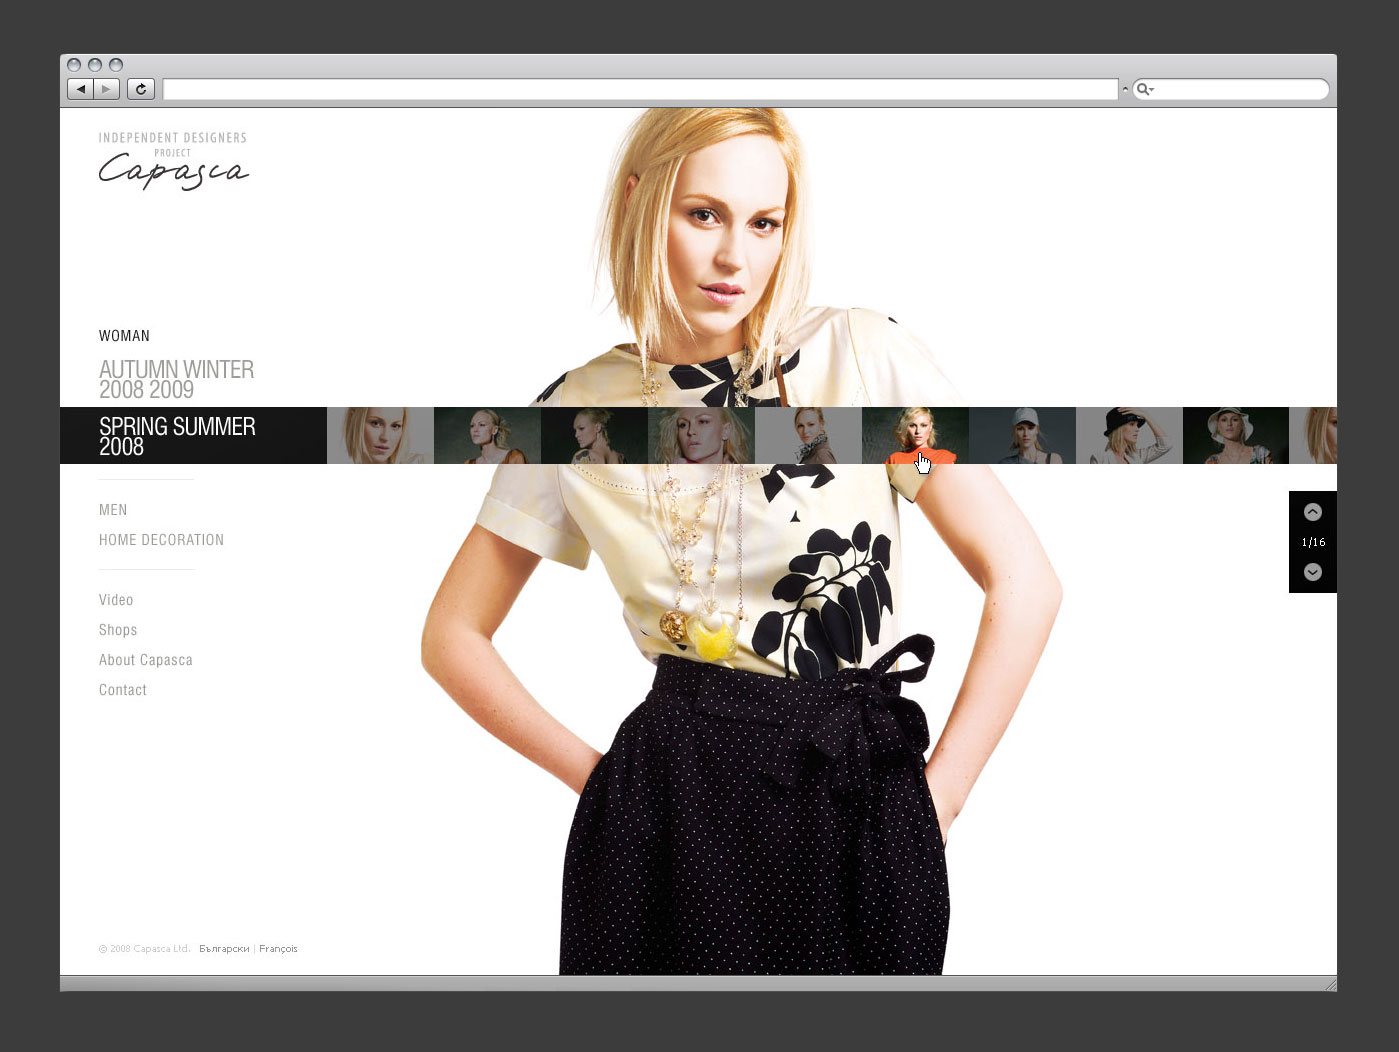 INDEPENDENT DESIGNERS
PROJECT
Capasca
WOMAN
AUTUMN WINTER
2008 2009
SPRING SUMMER
2008
MEN
HOME DECORATION
1/16
Video
Shops
About Capasca
Contact
© 2008 Capasca Ltd. Български | François